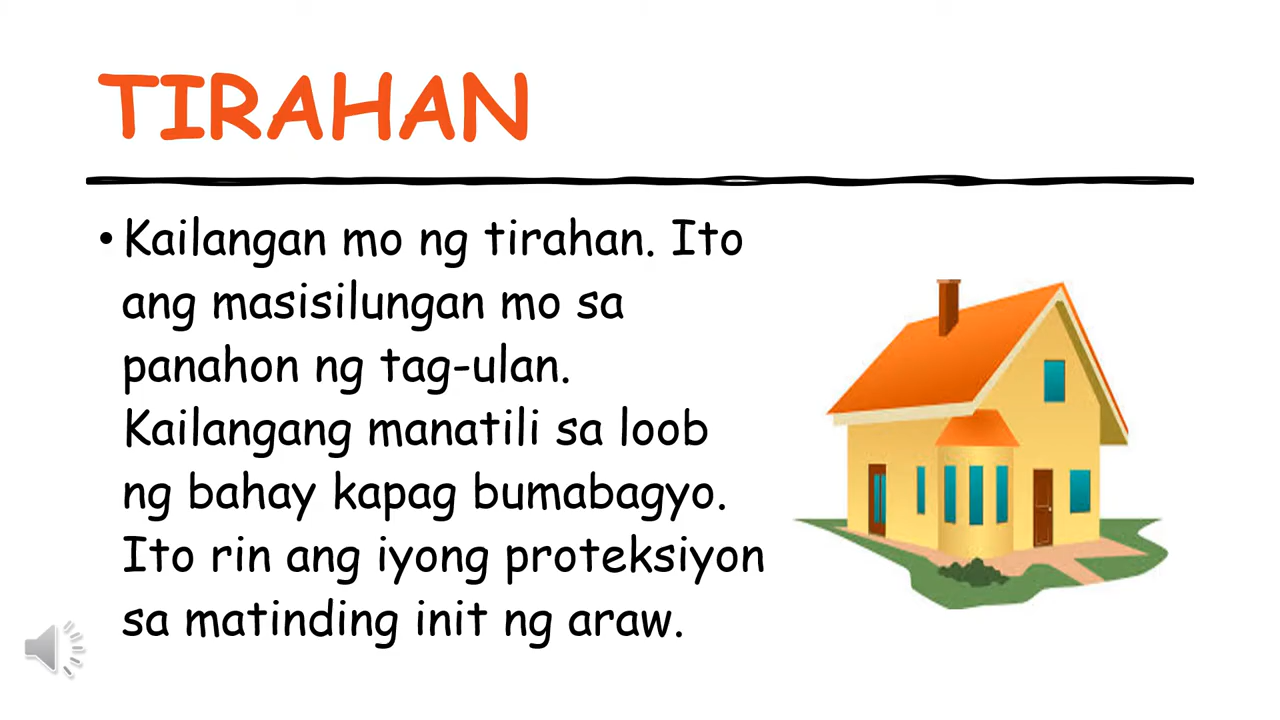 TIRAHAN
• Kailangan mo ng tirahan. Ito
ang masisilungan mo sa
panahon ng tag-ulan.
Kailangang manatili sa loob
ng bahay kapag bumabagyo.
Ito rin ang iyong proteksiyon
sa matinding init ng araw.